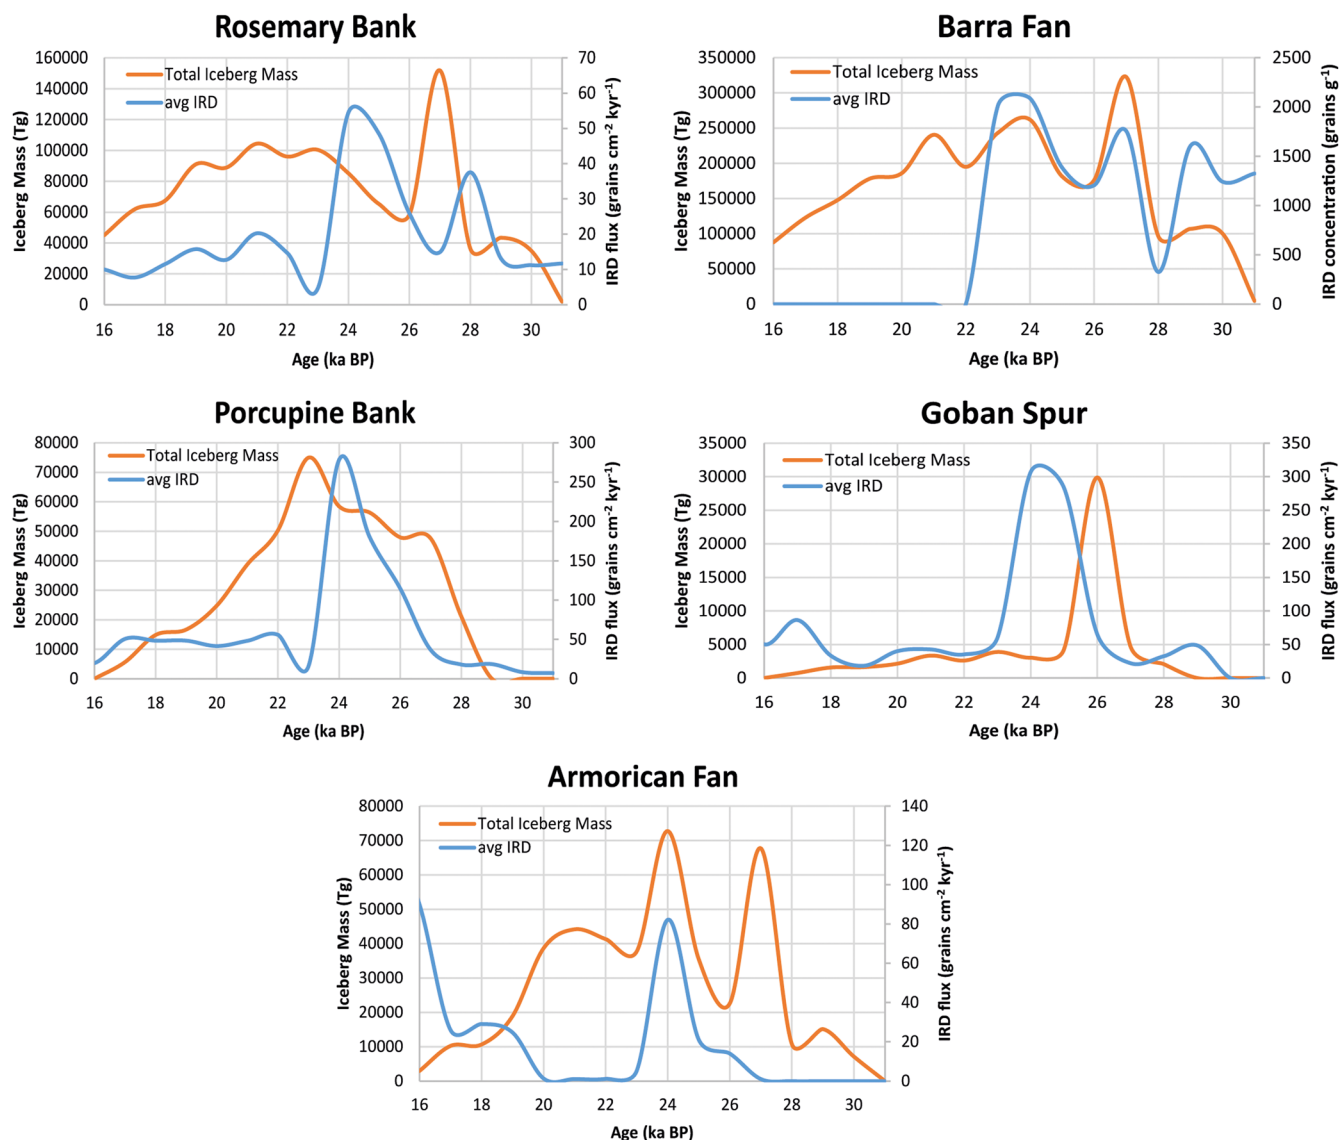 Rosemary Bank
160000
140000
120000
100000
80000
60000
40000
20000
0
70
60
50
40
30
20
10
0
Total Iceberg Mass
avg IRD
Iceberg Mass (Tg)
IRD flux (grains cm⁻² kyr⁻¹)
16 18 20 22 24 26 28 30
Age (ka BP)
Barra Fan
350000
300000
250000
200000
150000
100000
50000
0
2500
2000
1500
1000
500
0
Total Iceberg Mass
avg IRD
Iceberg Mass (Tg)
IRD concentration (grains g⁻¹)
16 18 20 22 24 26 28 30
Age (ka BP)
Porcupine Bank
80000
70000
60000
50000
40000
30000
20000
10000
0
300
250
200
150
100
50
0
Total Iceberg Mass
avg IRD
Iceberg Mass (Tg)
IRD flux (grains cm⁻² kyr⁻¹)
16 18 20 22 24 26 28 30
Age (ka BP)
Goban Spur
35000
30000
25000
20000
15000
10000
5000
0
350
300
250
200
150
100
50
0
Total Iceberg Mass
avg IRD
Iceberg Mass (Tg)
IRD flux (grains cm⁻² kyr⁻¹)
16 18 20 22 24 26 28 30
Age (ka BP)
Armorican Fan
80000
70000
60000
50000
40000
30000
20000
10000
0
140
120
100
80
60
40
20
0
Total Iceberg Mass
avg IRD
Iceberg Mass (Tg)
IRD flux (grains cm⁻² kyr⁻¹)
16 18 20 22 24 26 28 30
Age (ka BP)